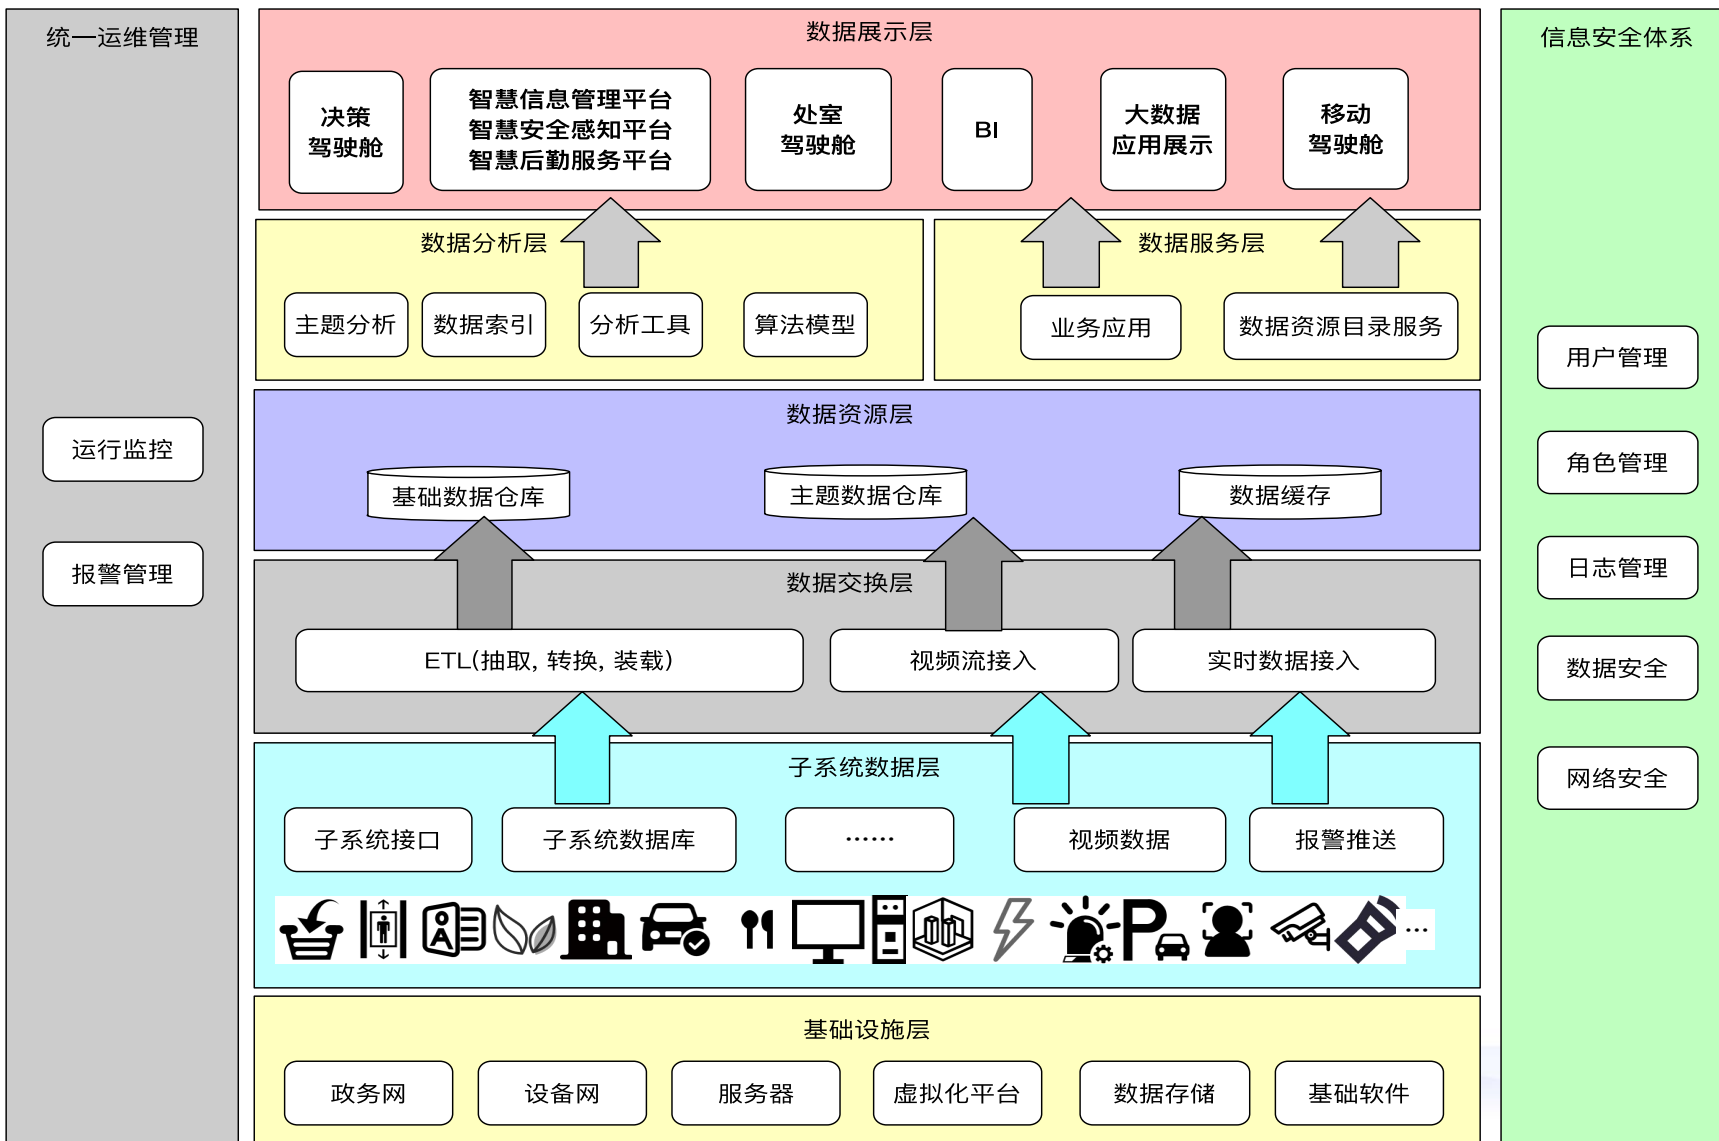 统一运维管理
运行监控
报警管理
数据展示层
决策
驾驶舱
智慧信息管理平台
智慧安全感知平台
智慧后勤服务平台
处室
驾驶舱
BI
大数据
应用展示
移动
驾驶舱
数据分析层
主题分析
数据索引
分析工具
算法模型
数据服务层
业务应用
数据资源目录服务
数据资源层
基础数据仓库
主题数据仓库
数据缓存
数据交换层
ETL(抽取, 转换, 装载)
视频流接入
实时数据接入
子系统数据层
子系统接口
子系统数据库
……
视频数据
报警推送
O
A
P
...
基础设施层
政务网
设备网
服务器
虚拟化平台
数据存储
基础软件
信息安全体系
用户管理
角色管理
日志管理
数据安全
网络安全